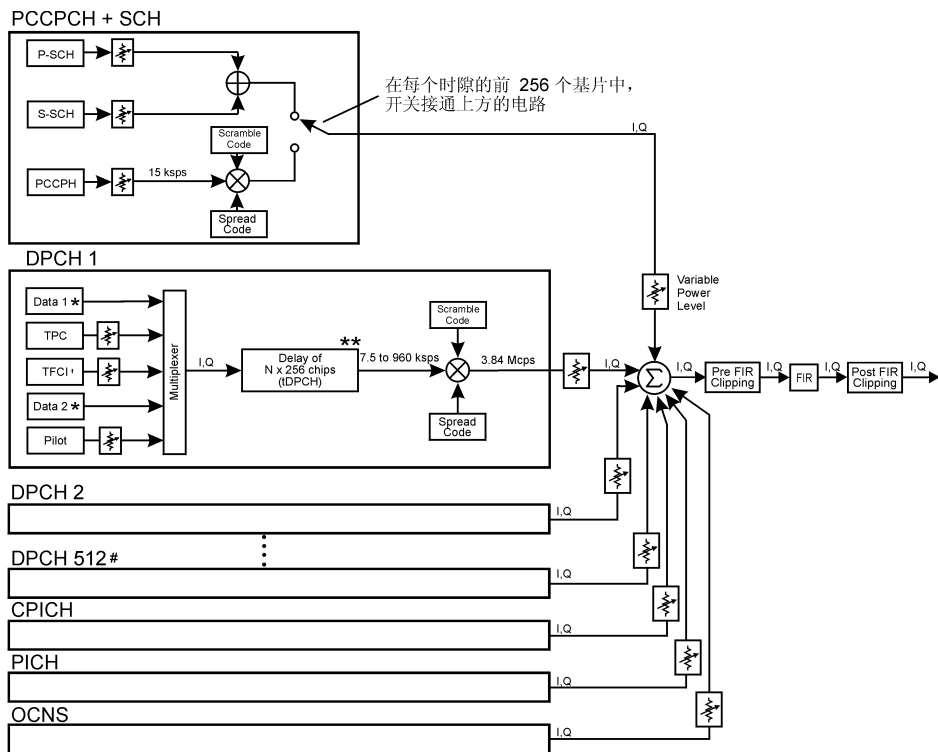 PCCPCH + SCH
P-SCH
S-SCH
PCCPH
15 ksps
Scramble
Code
Spread
Code
在每个时隙的前 256 个基片中，
开关接通上方的电路
I,Q
Variable
Power
Level
DPCH 1
Data 1*
TPC
TFCI†
Data 2*
Pilot
Multiplexer
I,Q
**
Delay of
N x 256 chips
(tDPCH)
7.5 to 960 ksps
Scramble
Code
Spread
Code
3.84 Mcps
I,Q
Σ
I,Q
Pre FIR
Clipping
I,Q
FIR
I,Q
Post FIR
Clipping
I,Q
DPCH 2
I,Q
DPCH 512#
I,Q
CPICH
I,Q
PICH
I,Q
OCNS
I,Q